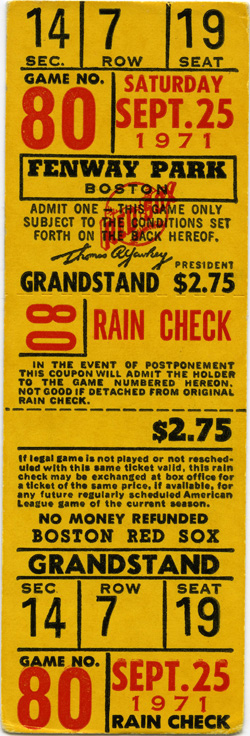 14 7 19
SEC. ROW SEAT
GAME NO. SATURDAY
80 SEPT. 25
1971
FENWAY PARK
BOSTON
ADMIT ONE – THIS GAME ONLY
SUBJECT TO THE CONDITIONS SET
FORTH ON THE BACK HEREOF.
Thomas A. Yawkey
PRESIDENT
GRANDSTAND $2.75
80 RAIN CHECK
IN THE EVENT OF POSTPONEMENT
THIS COUPON WILL ADMIT THE HOLDER
TO THE GAME NUMBERED HEREON.
NOT GOOD IF DETACHED FROM ORIGINAL
RAIN CHECK.
$2.75
If legal game is not played or not resched-
uled with this same ticket valid, this rain
check may be exchanged at box office for
a ticket of the same price, if available, for
any future regularly scheduled American
League game of the current season.
NO MONEY REFUNDED
BOSTON RED SOX
GRANDSTAND
SEC. ROW SEAT
14 7 19
GAME NO. SEPT. 25
80 1971
RAIN CHECK